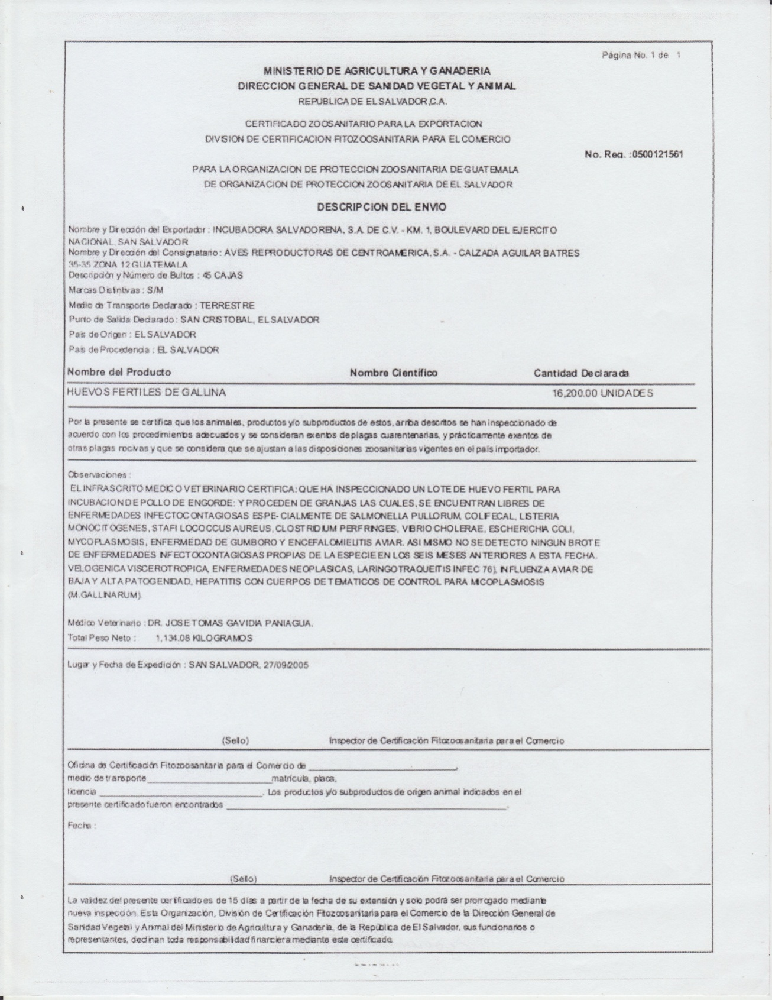 Página No. 1 de 1
MINISTERIO DE AGRICULTURA Y GANADERIA
DIRECCION GENERAL DE SANIDAD VEGETAL Y ANIMAL
REPUBLICA DE EL SALVADOR,C.A.
CERTIFICADO ZOOSANITARIO PARA LA EXPORTACION
DIVISION DE CERTIFICACION FITOZOOSANITARIA PARA EL COMERCIO
No. Req. :0500121561
PARA LA ORGANIZACION DE PROTECCION ZOOSANITARIA DE GUATEMALA
DE ORGANIZACION DE PROTECCION ZOOSANITARIA DE EL SALVADOR
DESCRIPCION DEL ENVIO
Nombre y Dirección del Exportador : INCUBADORA SALVADORENA, S.A. DE C.V. - KM. 1, BOULEVARD DEL EJERCITO
NACIONAL. SAN SALVADOR
Nombre y Dirección del Consignatario : AVES REPRODUCTORAS DE CENTROAMERICA, S.A. - CALZADA AGUILAR BATRES
35-35 ZONA 12 GUATEMALA
Descripción y Número de Bultos : 45 CAJAS
Marcas Distintivas : S/M
Medio de Transporte Declarado : TERRESTRE
Punto de Salida Declarado : SAN CRISTOBAL, EL SALVADOR
País de Origen : EL SALVADOR
País de Procedencia : EL SALVADOR
Nombre del Producto Nombre Científico Cantidad Declarada
HUEVOS FERTILES DE GALLINA 16,200.00 UNIDADES
Por la presente se certifica que los animales, productos y/o subproductos de estos, arriba descritos se han inspeccionado de
acuerdo con los procedimientos adecuados y se consideran exentos de plagas cuarentenarias, y prácticamente exentos de
otras plagas nocivas y que se considera que se ajustan a las disposiciones zoosanitarias vigentes en el país importador.
Observaciones :
EL INFRASCRITO MEDICO VETERINARIO CERTIFICA: QUE HA INSPECCIONADO UN LOTE DE HUEVO FERTIL PARA
INCUBACION DE POLLO DE ENGORDE: Y PROCEDEN DE GRANJAS LAS CUALES, SE ENCUENTRAN LIBRES DE
ENFERMEDADES INFECTOCONTAGIOSAS ESPE- CIALMENTE DE SALMONELLA PULLORUM, COLFECAL, LISTERIA
MONOCITOGENES, STAFI LOCOCCUS AUREUS, CLOSTRIDIUM PERFRINGES, VIBRIO CHOLERAE, ESCHERICHIA COLI,
MYCOPLASMOSIS, ENFERMEDAD DE GUMBORO Y ENCEFALOMIELITIS AVIAR. ASI MISMO NO SE DETECTO NINGUN BROTE
DE ENFERMEDADES INFECTOCONTAGIOSAS PROPIAS DE LA ESPECIE EN LOS SEIS MESES ANTERIORES A ESTA FECHA.
VELOGENICA VISCEROTROPICA, ENFERMEDADES NEOPLASICAS, LARINGOTRAQUEITIS INFEC 76), INFLUENZA AVIAR DE
BAJA Y ALTA PATOGENIDAD, HEPATITIS CON CUERPOS DE TEMATICOS DE CONTROL PARA MICOPLASMOSIS
(M.GALLINARUM).
Médico Veterinario : DR. JOSE TOMAS GAVIDIA PANIAGUA.
Total Peso Neto : 1,134.08 KILOGRAMOS
Lugar y Fecha de Expedición : SAN SALVADOR, 27/09/2005
(Sello) Inspector de Certificación Fitozoosanitaria para el Comercio
Oficina de Certificación Fitozoosanitaria para el Comercio de ,
medio de transporte matrícula, placa,
licencia . Los productos y/o subproductos de origen animal indicados en el
presente certificado fueron encontrados .
Fecha :
(Sello) Inspector de Certificación Fitozoosanitaria para el Comercio
La validez del presente certificado es de 15 días a partir de la fecha de su extensión y solo podrá ser prorrogado mediante
nueva inspección. Esta Organización, División de Certificación Fitozoosanitaria para el Comercio de la Dirección General de
Sanidad Vegetal y Animal del Ministerio de Agricultura y Ganadería, de la República de El Salvador, sus funcionarios o
representantes, declinan toda responsabilidad financiera mediante este certificado.